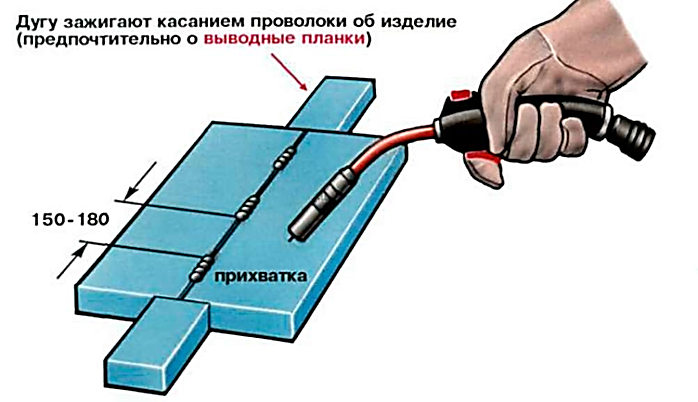 Дугу зажигают касанием проволоки об изделие
(предпочтительно о выводные планки)
150-180
прихватка